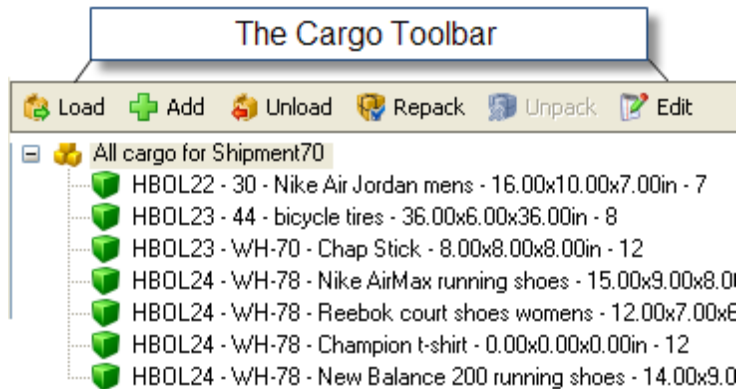 The Cargo Toolbar
Load Add Unload Repack Unpack Edit
All cargo for Shipment70
HBOL22 - 30 - Nike Air Jordan mens - 16.00x10.00x7.00in - 7
HBOL23 - 44 - bicycle tires - 36.00x6.00x36.00in - 8
HBOL23 - WH-70 - Chap Stick - 8.00x8.00x8.00in - 12
HBOL24 - WH-78 - Nike AirMax running shoes - 15.00x9.00x8.0
HBOL24 - WH-78 - Reebok court shoes womens - 12.00x7.00x
HBOL24 - WH-78 - Champion t-shirt - 0.00x0.00x0.00in - 12
HBOL24 - WH-78 - New Balance 200 running shoes - 14.00x9.0